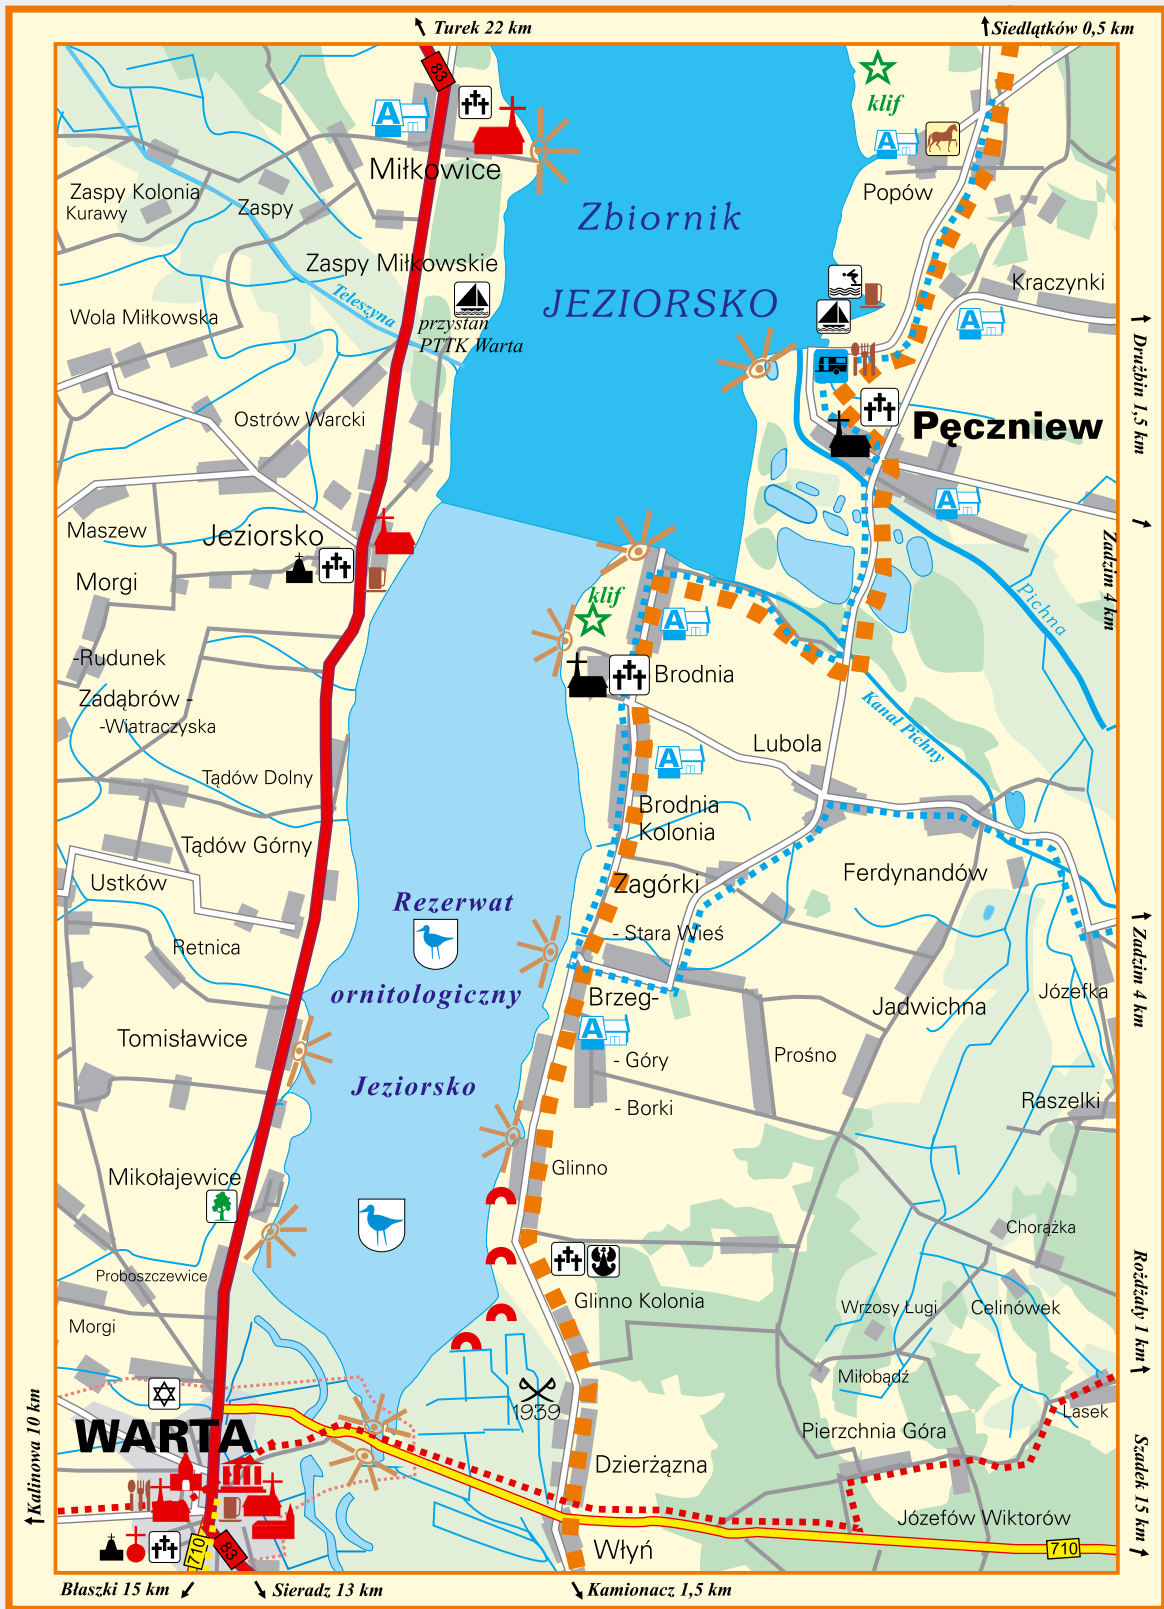 Turek 22 km
Siedlątków 0,5 km
83
klif
Miłkowice
Popów
Zaspy Kolonia
Kurawy
Zaspy
Zbiornik
JEZIORSKO
Zaspy Miłkowskie
Kraczynki
Teleszyna
Wola Miłkowska
przystań
PTTK Warta
Drużbin 1,5 km
Ostrów Warcki
Pęczniew
Maszew
Jeziorsko
Zadzim 4 km
Morgi
klif
Pichna
-Rudunek
Brodnia
Zadąbrów -
-Wiatraczyska
Kanał Pichny
Lubola
Tądów Dolny
Brodnia
Kolonia
Tądów Górny
Ustków
Zagórki
Ferdynandów
Rezerwat
- Stara Wieś
Retnica
Zadzim 4 km
ornitologiczny
Brzeg-
Józefka
Jadwichna
Tomisławice
- Góry
Prośno
Jeziorsko
- Borki
Raszelki
Glinno
Mikołajewice
Chorążka
Proboszczewice
Glinno Kolonia
Wrzosy Ługi
Celinówek
Rożdżały 1 km
Morgi
Miłobądź
1939
Lasek
WARTA
Pierzchnia Góra
Kalinowa 10 km
Dzierżązna
Szadek 15 km
Józefów Wiktorów
Włyń
710
83
710
Błaszki 15 km
Sieradz 13 km
Kamionacz 1,5 km
A
A
A
A
A
A
A